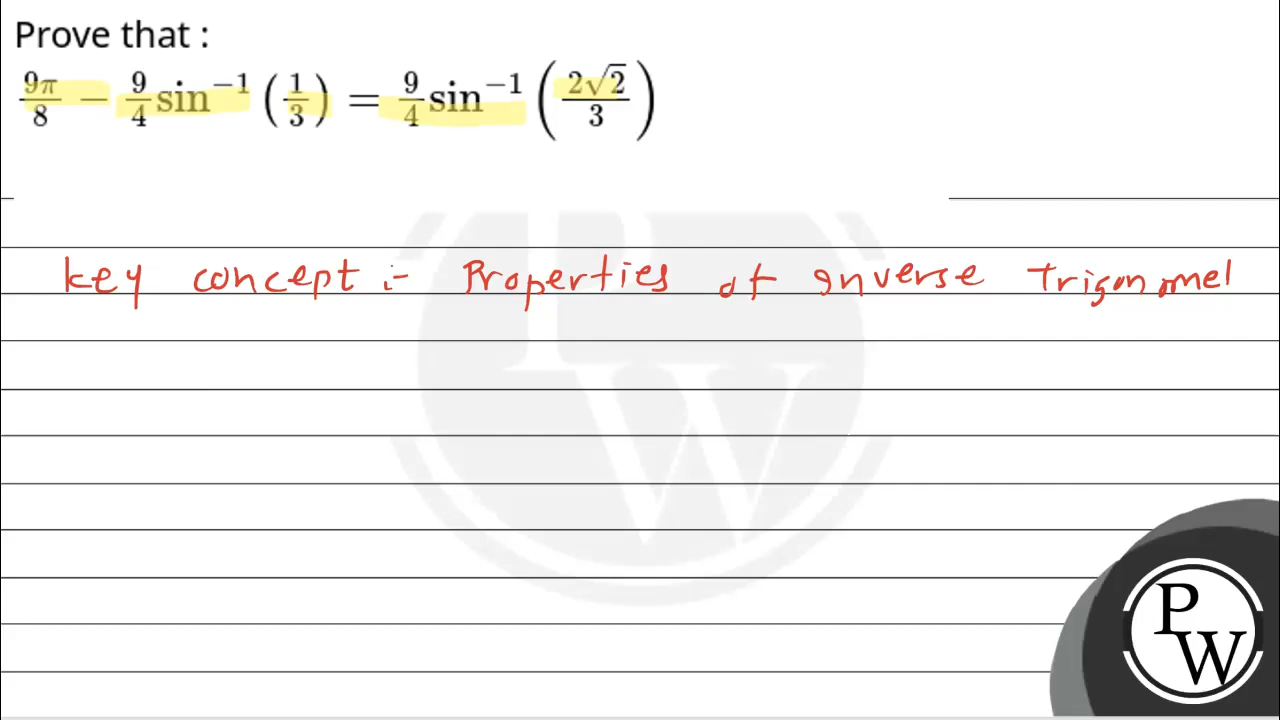 Prove that :
9π/8 − 9/4 sin⁻¹(1/3) = 9/4 sin⁻¹(2√2/3)
key concept :- Properties of inverse Trigonomet
PW
PW